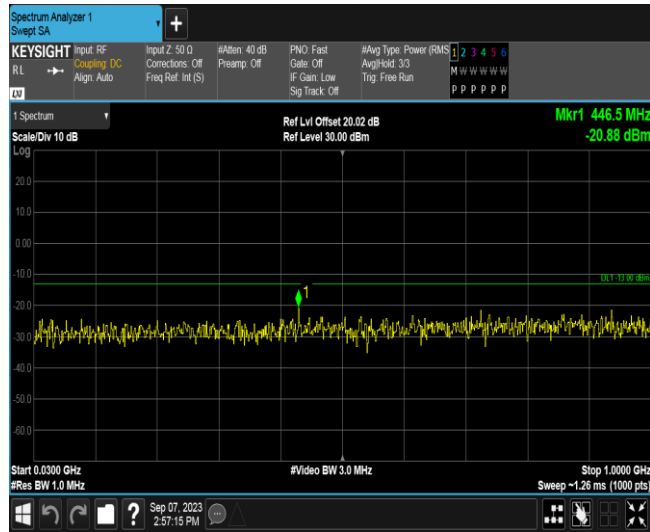 Spectrum Analyzer 1
Swept SA
+
KEYSIGHT Input: RF Input Z: 50 Ω #Atten: 40 dB PNO: Fast #Avg Type: Power (RMS 1 2 3 4 5 6
RL Coupling: DC Corrections: Off Preamp: Off Gate: Off Avg|Hold: 3/3 M W W W W W
Align: Auto Freq Ref: Int (S) IF Gain: Low Trig: Free Run
Sig Track: Off P P P P P P
LXI
1 Spectrum Ref Lvl Offset 20.02 dB Mkr1 446.5 MHz
Scale/Div 10 dB Ref Level 30.00 dBm -20.88 dBm
Log
20.0
10.0
0.00
-10.0 DL1 -13.00 dBm
1
-20.0
-30.0
-40.0
-50.0
-60.0
Start 0.0300 GHz #Video BW 3.0 MHz Stop 1.0000 GHz
#Res BW 1.0 MHz Sweep ~1.26 ms (1000 pts)
? Sep 07, 2023
2:57:15 PM